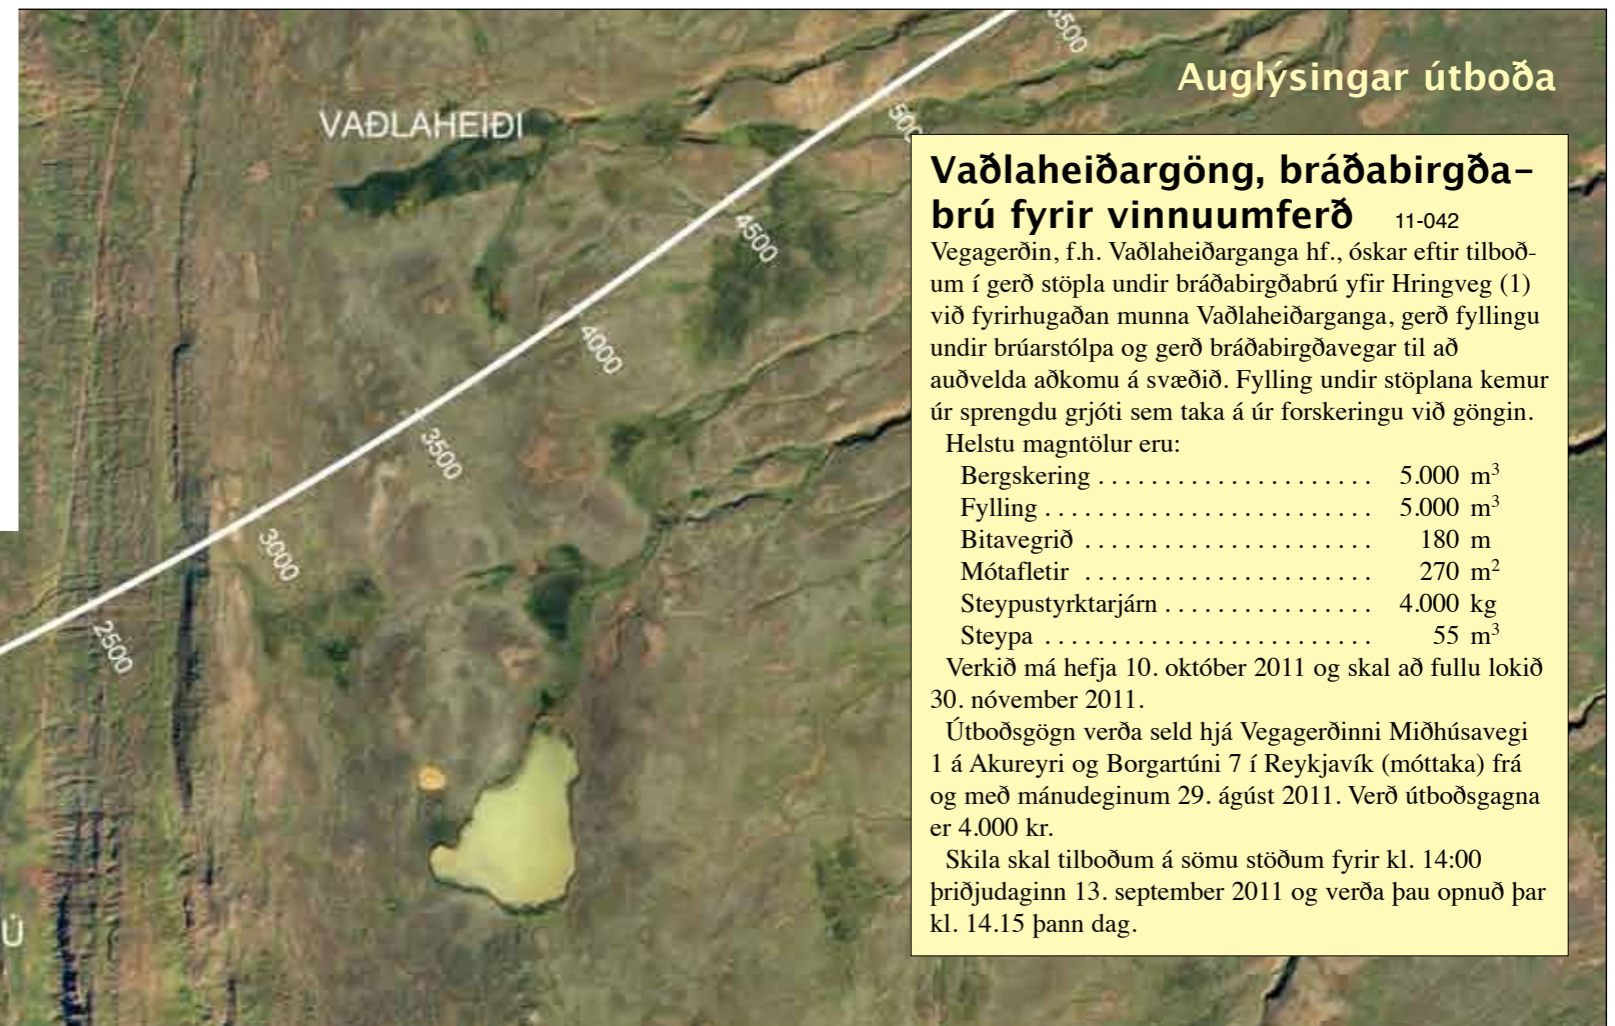 Auglýsingar útboða
VAÐLAHEIÐI
5500
5000
4500
4000
3500
3000
2500
Ú
Vaðlaheiðargöng, bráðabirgða-
brú fyrir vinnuumferð 11-042
Vegagerðin, f.h. Vaðlaheiðarganga hf., óskar eftir tilboð-
um í gerð stöpla undir bráðabirgðabrú yfir Hringveg (1)
við fyrirhugaðan munna Vaðlaheiðarganga, gerð fyllingu
undir brúarstólpa og gerð bráðabirgðavegar til að
auðvelda aðkomu á svæðið. Fylling undir stöplana kemur
úr sprengdu grjóti sem taka á úr forskeringu við göngin.
Helstu magntölur eru:
Bergskering . . . . . . . . . . . . . . . . . . . . . 5.000 m³
Fylling . . . . . . . . . . . . . . . . . . . . . . . . . 5.000 m³
Bitavegrið . . . . . . . . . . . . . . . . . . . . . . 180 m
Mótafletir . . . . . . . . . . . . . . . . . . . . . . 270 m²
Steypustyrktarjárn . . . . . . . . . . . . . . . . 4.000 kg
Steypa . . . . . . . . . . . . . . . . . . . . . . . . . 55 m³
Verkið má hefja 10. október 2011 og skal að fullu lokið
30. nóvember 2011.
Útboðsgögn verða seld hjá Vegagerðinni Miðhúsavegi
1 á Akureyri og Borgartúni 7 í Reykjavík (móttaka) frá
og með mánudeginum 29. ágúst 2011. Verð útboðsgagna
er 4.000 kr.
Skila skal tilboðum á sömu stöðum fyrir kl. 14:00
þriðjudaginn 13. september 2011 og verða þau opnuð þar
kl. 14.15 þann dag.